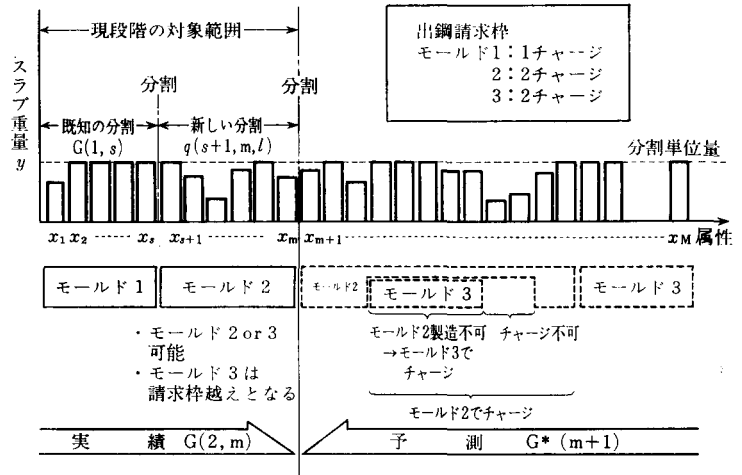 現段階の対象範囲
出鋼請求枠
モールド1：1チャージ
2：2チャージ
3：2チャージ
スラブ重量 y
分割
分割
既知の分割
G(1, s)
新しい分割
q(s+1, m, l)
分割単位量
x₁ x₂ ······ x_s x_{s+1} ······ x_m x_{m+1} ······ x_M 属性
モールド1
モールド2
モールド2
モールド3
モールド3
・モールド2 or 3
可能
・モールド3は
請求枠越えとなる
モールド2製造不可
→モールド3で
チャージ
チャージ不可
モールド2でチャージ
実 績 G(2, m)
予 測 G* (m+1)